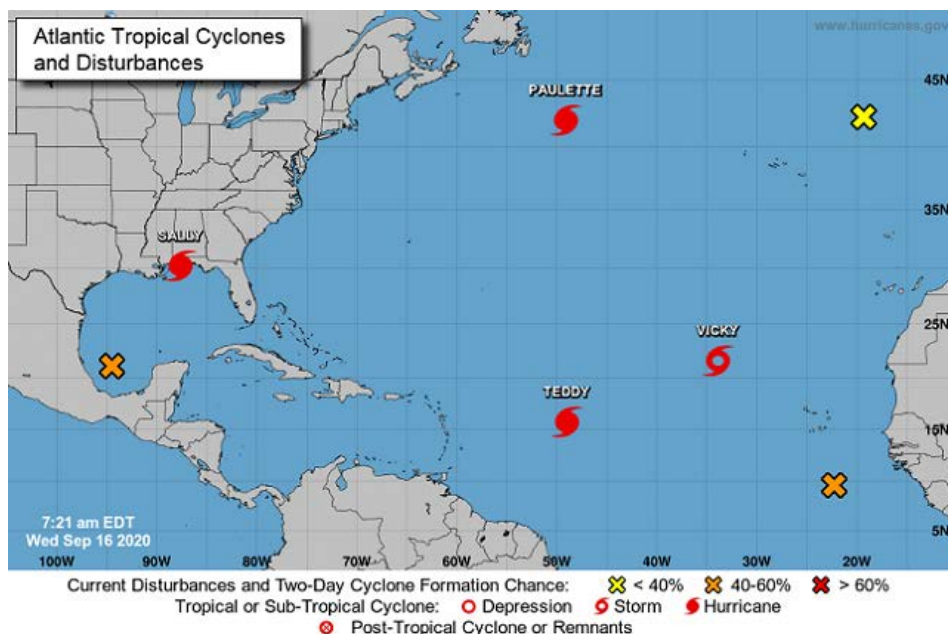 Atlantic Tropical Cyclones
and Disturbances
www.hurricanes.gov
45N
35N
25N
15N
5N
PAULETTE
SALLY
VICKY
TEDDY
7:21 am EDT
Wed Sep 16 2020
100W 90W 80W 70W 60W 50W 40W 30W 20W
Current Disturbances and Two-Day Cyclone Formation Chance: < 40% 40-60% > 60%
Tropical or Sub-Tropical Cyclone: Depression Storm Hurricane
Post-Tropical Cyclone or Remnants